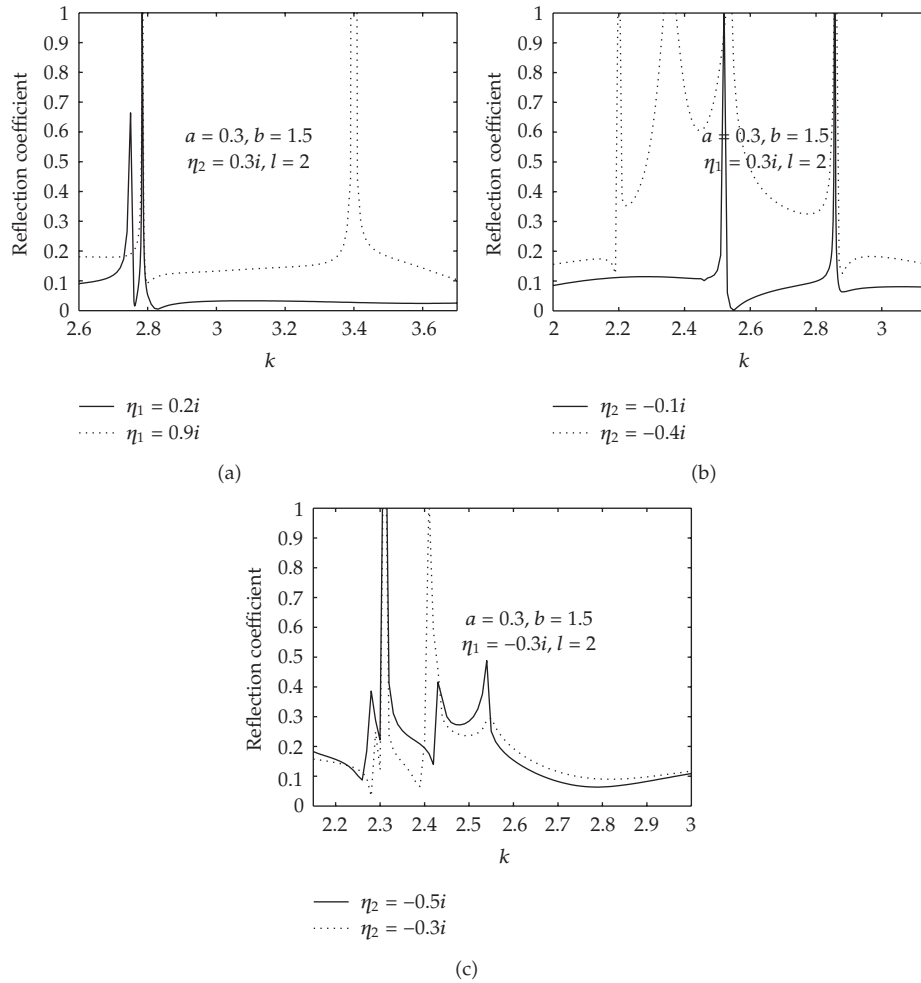 1
0.9
0.8
0.7
0.6
0.5
0.4
0.3
0.2
0.1
0
Reflection coefficient
a = 0.3, b = 1.5
η2 = 0.3i, l = 2
2.6 2.8 3 3.2 3.4 3.6
k
η1 = 0.2i
η1 = 0.9i
(a)
1
0.9
0.8
0.7
0.6
0.5
0.4
0.3
0.2
0.1
0
Reflection coefficient
a = 0.3, b = 1.5
η1 = 0.3i, l = 2
2 2.2 2.4 2.6 2.8 3
k
η2 = −0.1i
η2 = −0.4i
(b)
1
0.9
0.8
0.7
0.6
0.5
0.4
0.3
0.2
0.1
0
Reflection coefficient
a = 0.3, b = 1.5
η1 = −0.3i, l = 2
2.2 2.3 2.4 2.5 2.6 2.7 2.8 2.9 3
k
η2 = −0.5i
η2 = −0.3i
(c)